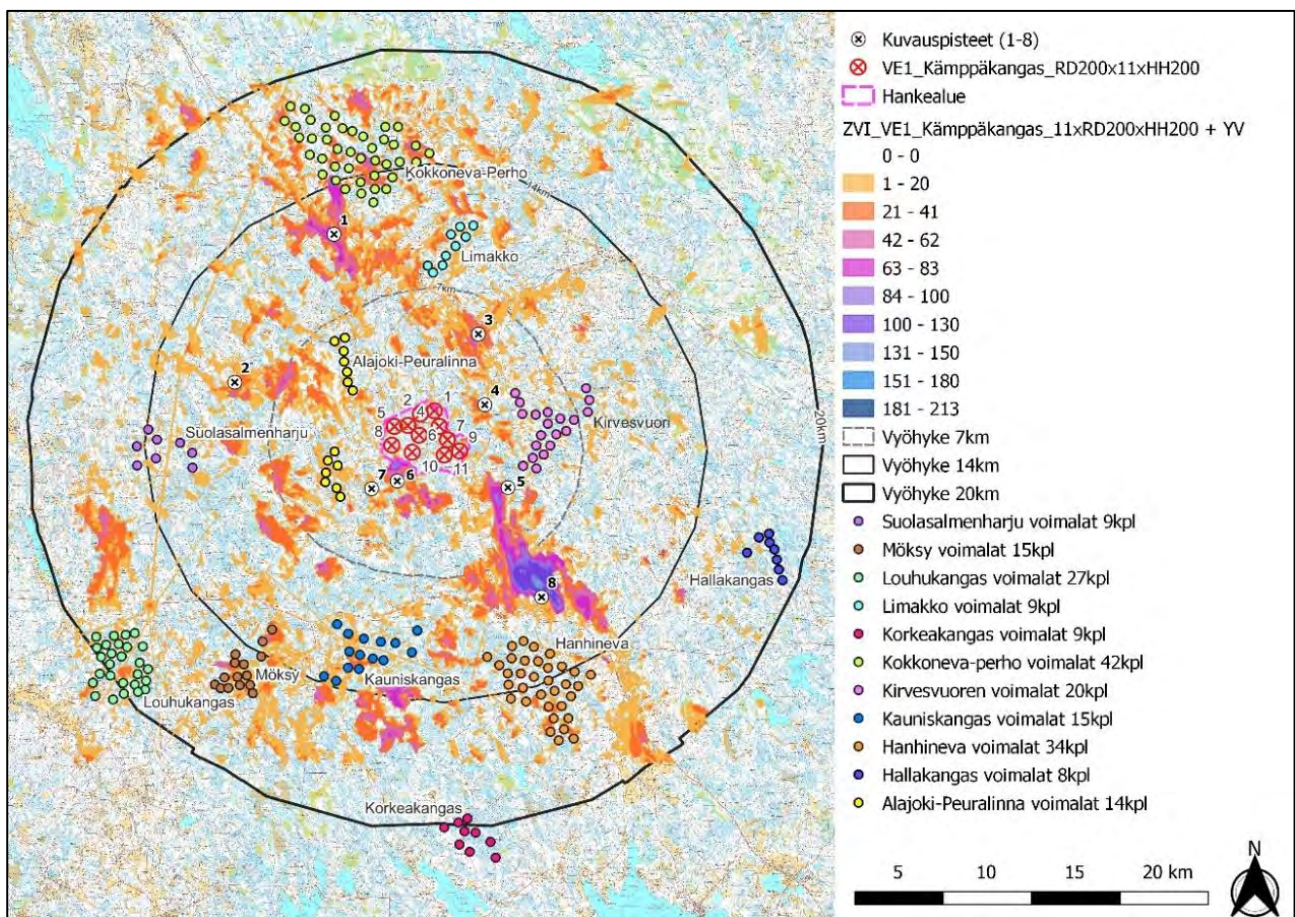 Kokkoneva-Perho
14km
1
Limakko
7km
3
Alajoki-Peuralinna
2
4
1
2
4
5
7
Kirvesvuori
20km
8
6
9
Suolasalmenharju
10
11
7
6
5
8
Hallakangas
Hanhineva
Möksy
Kauniskangas
Louhukangas
Korkeakangas
Kuvauspisteet (1-8)
VE1_Kämppäkangas_RD200x11xHH200
Hankealue
ZVI_VE1_Kämppäkangas_11xRD200xHH200 + YV
0 - 0
1 - 20
21 - 41
42 - 62
63 - 83
84 - 100
100 - 130
131 - 150
151 - 180
181 - 213
Vyöhyke 7km
Vyöhyke 14km
Vyöhyke 20km
Suolasalmenharju voimalat 9kpl
Möksy voimalat 15kpl
Louhukangas voimalat 27kpl
Limakko voimalat 9kpl
Korkeakangas voimalat 9kpl
Kokkoneva-perho voimalat 42kpl
Kirvesvuoren voimalat 20kpl
Kauniskangas voimalat 15kpl
Hanhineva voimalat 34kpl
Hallakangas voimalat 8kpl
Alajoki-Peuralinna voimalat 14kpl
N
5 10 15 20 km